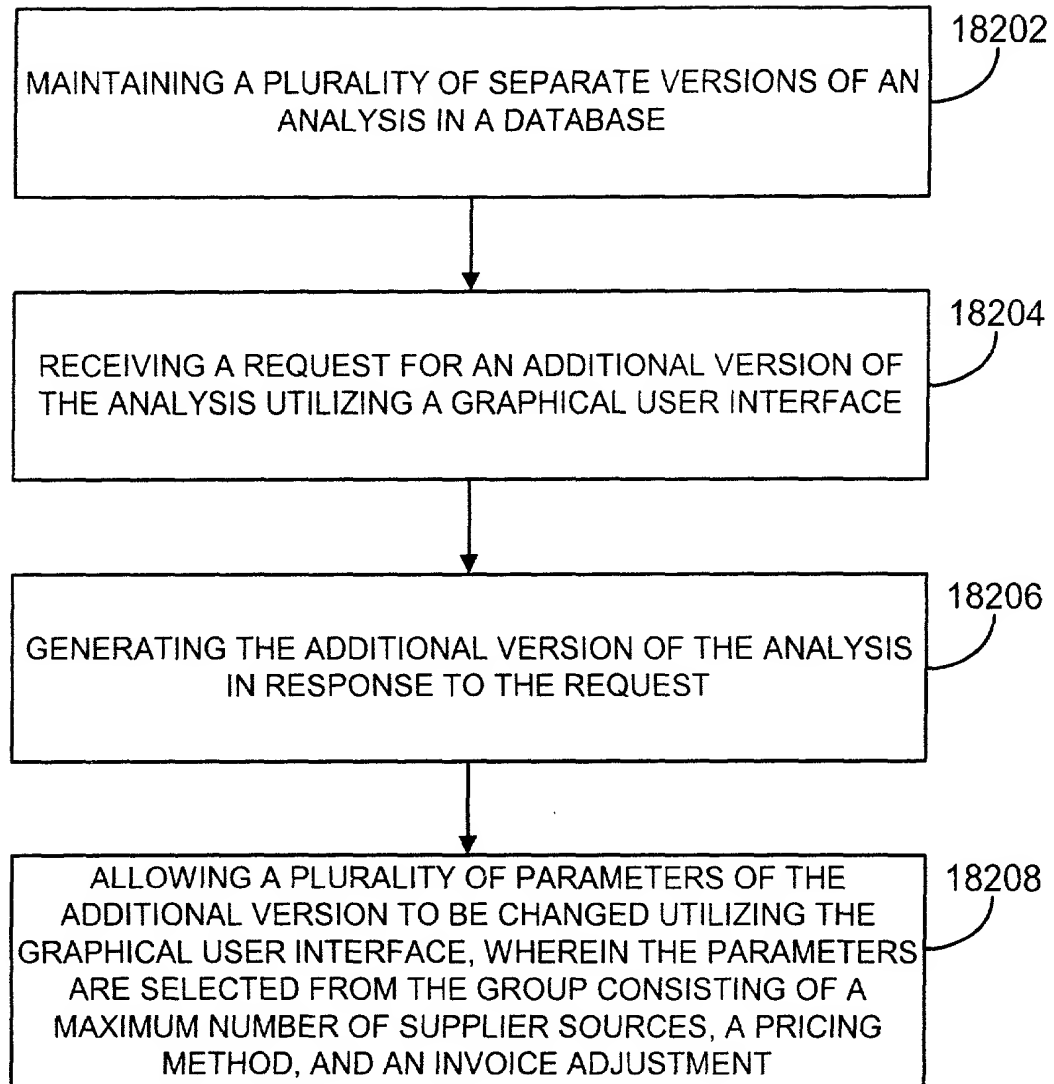 18202
MAINTAINING A PLURALITY OF SEPARATE VERSIONS OF AN
ANALYSIS IN A DATABASE
18204
RECEIVING A REQUEST FOR AN ADDITIONAL VERSION OF
THE ANALYSIS UTILIZING A GRAPHICAL USER INTERFACE
18206
GENERATING THE ADDITIONAL VERSION OF THE ANALYSIS
IN RESPONSE TO THE REQUEST
18208
ALLOWING A PLURALITY OF PARAMETERS OF THE
ADDITIONAL VERSION TO BE CHANGED UTILIZING THE
GRAPHICAL USER INTERFACE, WHEREIN THE PARAMETERS
ARE SELECTED FROM THE GROUP CONSISTING OF A
MAXIMUM NUMBER OF SUPPLIER SOURCES, A PRICING
METHOD, AND AN INVOICE ADJUSTMENT